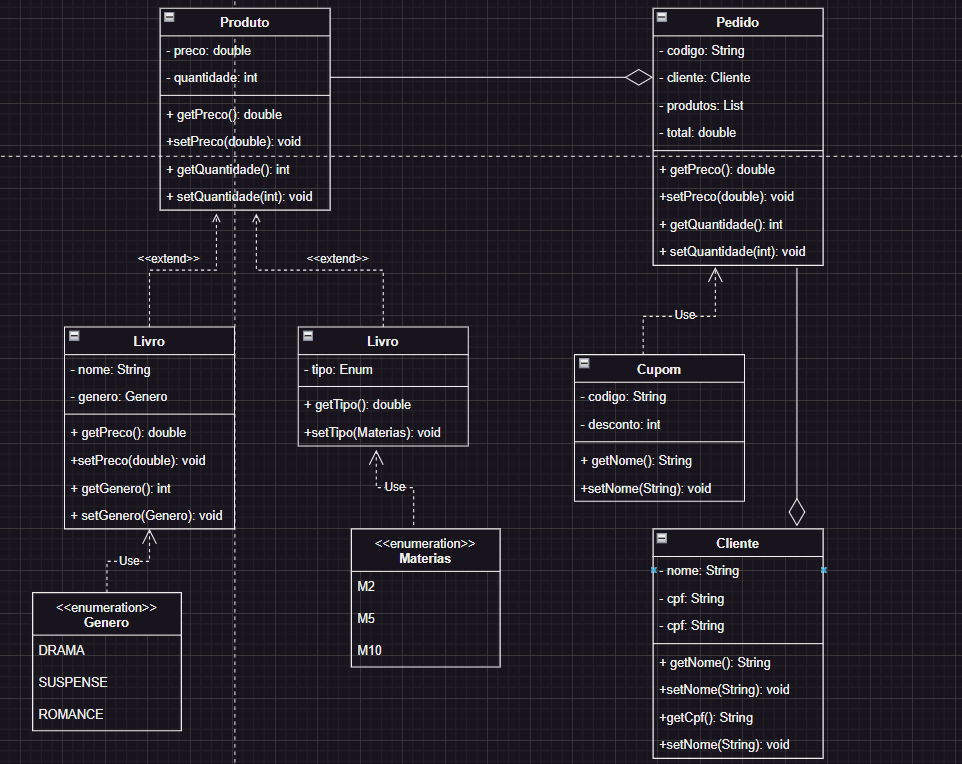 Produto
- preco: double
- quantidade: int
+ getPreco(): double
+setPreco(double): void
+ getQuantidade(): int
+ setQuantidade(int): void
Pedido
- codigo: String
- cliente: Cliente
- produtos: List
- total: double
+ getPreco(): double
+setPreco(double): void
+ getQuantidade(): int
+ setQuantidade(int): void
<<extend>>
<<extend>>
Livro
- nome: String
- genero: Genero
+ getPreco(): double
+setPreco(double): void
+ getGenero(): int
+ setGenero(Genero): void
Livro
- tipo: Enum
+ getTipo(): double
+setTipo(Materias): void
Use
Cupom
- codigo: String
- desconto: int
+ getNome(): String
+setNome(String): void
Use
Use
<<enumeration>>
Genero
DRAMA
SUSPENSE
ROMANCE
<<enumeration>>
Materias
M2
M5
M10
Cliente
- nome: String
- cpf: String
- cpf: String
+ getNome(): String
+setNome(String): void
+getCpf(): String
+setNome(String): void